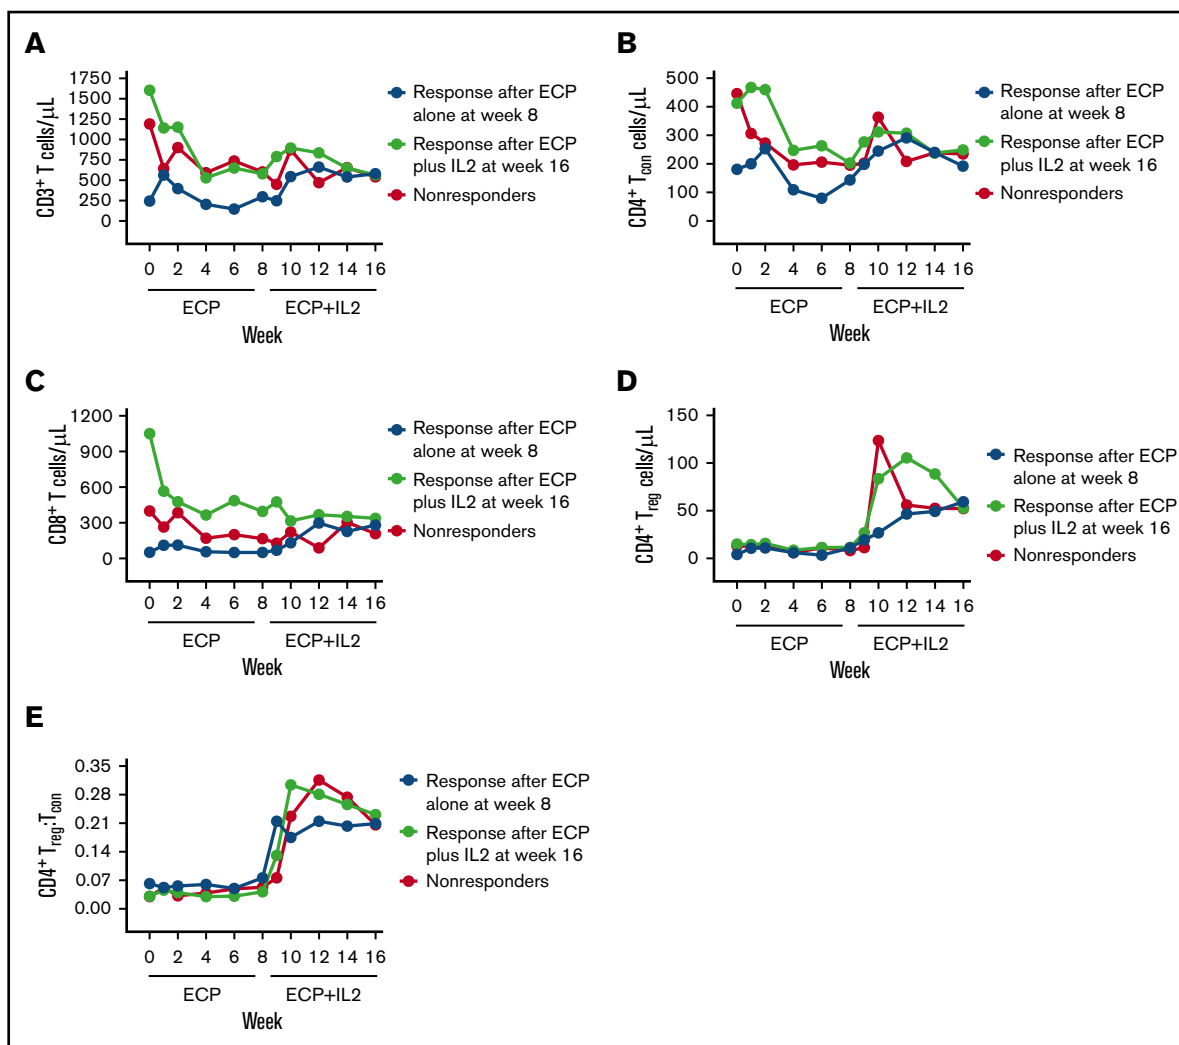 A
CD3+ T cells/μL
1750
1500
1250
1000
750
500
250
0
0 2 4 6 8 10 12 14 16
ECP ECP+IL2
Week
Response after ECP
alone at week 8
Response after ECP
plus IL2 at week 16
Nonresponders
B
CD4+ Tcon cells/μL
500
400
300
200
100
0
0 2 4 6 8 10 12 14 16
ECP ECP+IL2
Week
Response after ECP
alone at week 8
Response after ECP
plus IL2 at week 16
Nonresponders
C
CD8+ T cells/μL
1200
900
600
300
0
0 2 4 6 8 10 12 14 16
ECP ECP+IL2
Week
Response after ECP
alone at week 8
Response after ECP
plus IL2 at week 16
Nonresponders
D
CD4+ Treg cells/μL
150
100
50
0
0 2 4 6 8 10 12 14 16
ECP ECP+IL2
Week
Response after ECP
alone at week 8
Response after ECP
plus IL2 at week 16
Nonresponders
E
CD4+ Treg:Tcon
0.35
0.28
0.21
0.14
0.07
0.00
0 2 4 6 8 10 12 14 16
ECP ECP+IL2
Week
Response after ECP
alone at week 8
Response after ECP
plus IL2 at week 16
Nonresponders